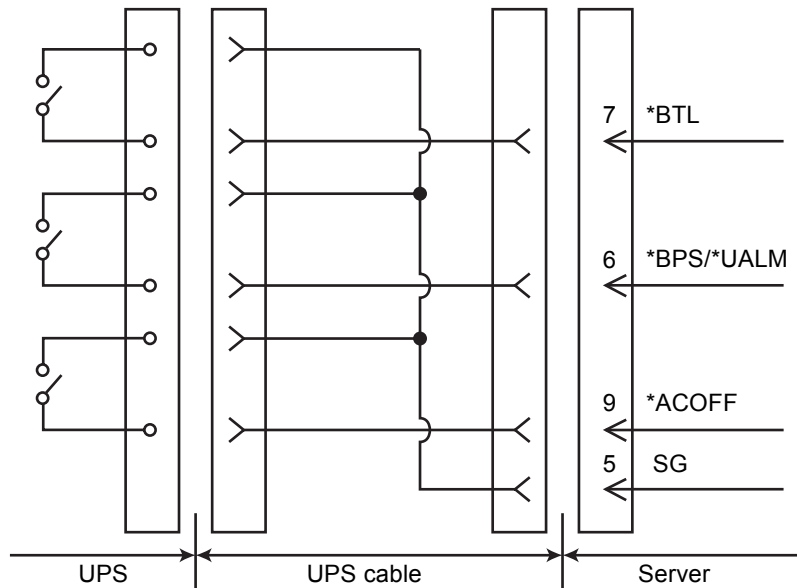 7 *BTL
6 *BPS/*UALM
9 *ACOFF
5 SG
UPS UPS cable Server